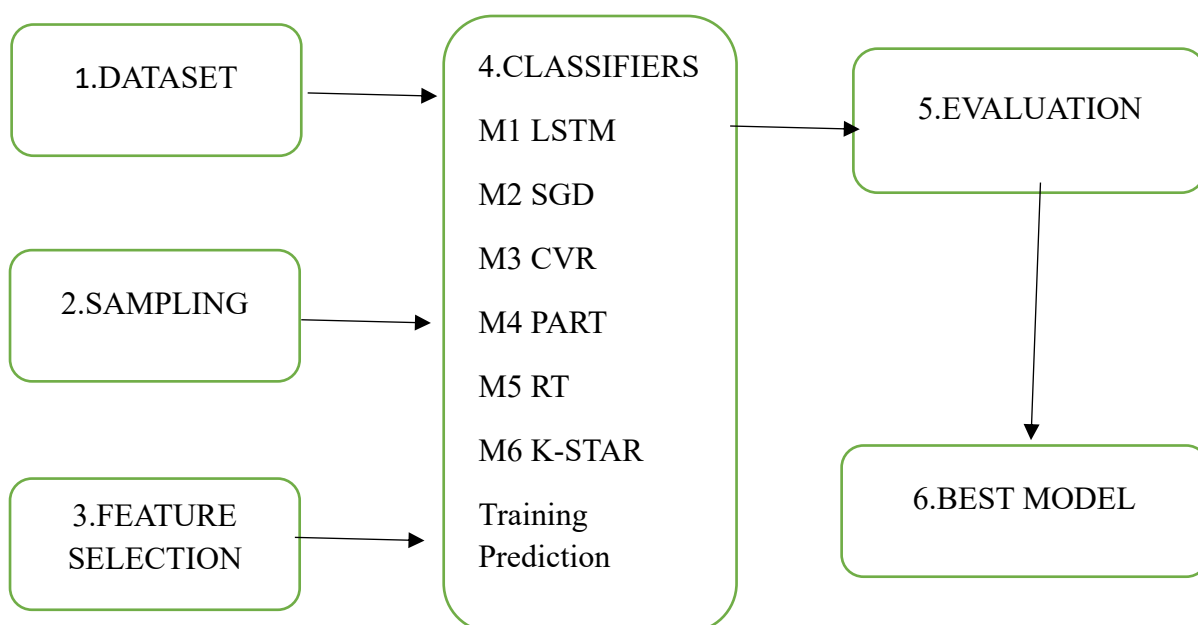 1.DATASET
2.SAMPLING
3.FEATURE
SELECTION
4.CLASSIFIERS
M1 LSTM
M2 SGD
M3 CVR
M4 PART
M5 RT
M6 K-STAR
Training
Prediction
5.EVALUATION
6.BEST MODEL